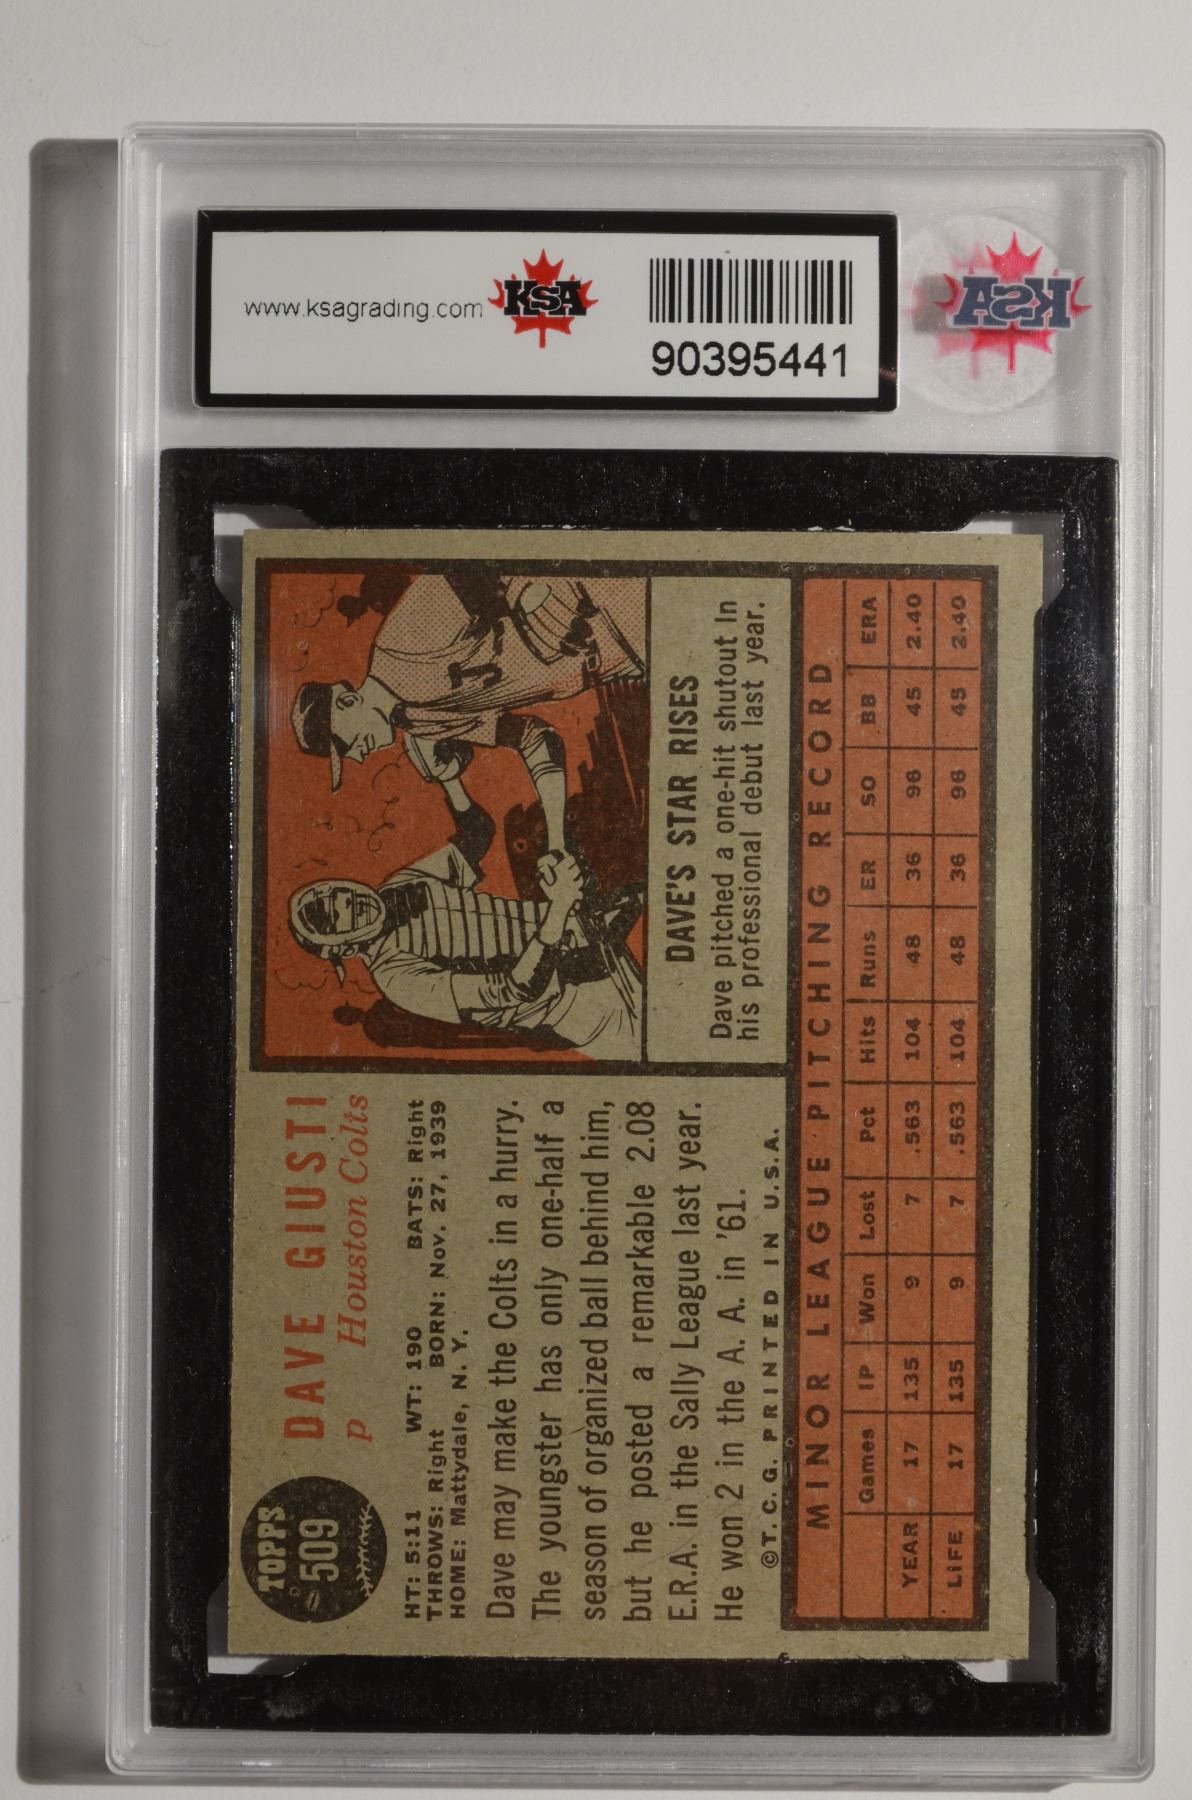 www.ksagrading.com
KSA
90395441
KSA
TOPPS
509
DAVE GIUSTI
p Houston Colts
HT: 5:11 WT: 190 BATS: Right
THROWS: Right BORN: Nov. 27, 1939
HOME: Mattydale, N. Y.
Dave may make the Colts in a hurry.
The youngster has only one-half a
season of organized ball behind him,
but he posted a remarkable 2.08
E.R.A. in the Sally League last year.
He won 2 in the A. A. in '61.
©T.C.G. PRINTED IN U.S.A.
J
DAVE'S STAR RISES
Dave pitched a one-hit shutout in
his professional debut last year.
MINOR LEAGUE PITCHING RECORD
Games IP Won Lost Pct Hits Runs ER SO BB ERA
YEAR 17 135 9 7 .563 104 48 36 96 45 2.40
LIFE 17 135 9 7 .563 104 48 36 96 45 2.40